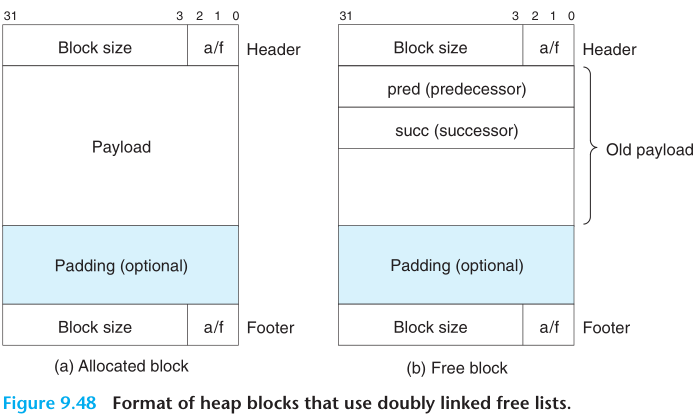 31 3 2 1 0
Block size a/f Header
Payload
Padding (optional)
Block size a/f Footer
(a) Allocated block
31 3 2 1 0
Block size a/f Header
pred (predecessor)
succ (successor)
Old payload
Padding (optional)
Block size a/f Footer
(b) Free block
Figure 9.48 Format of heap blocks that use doubly linked free lists.